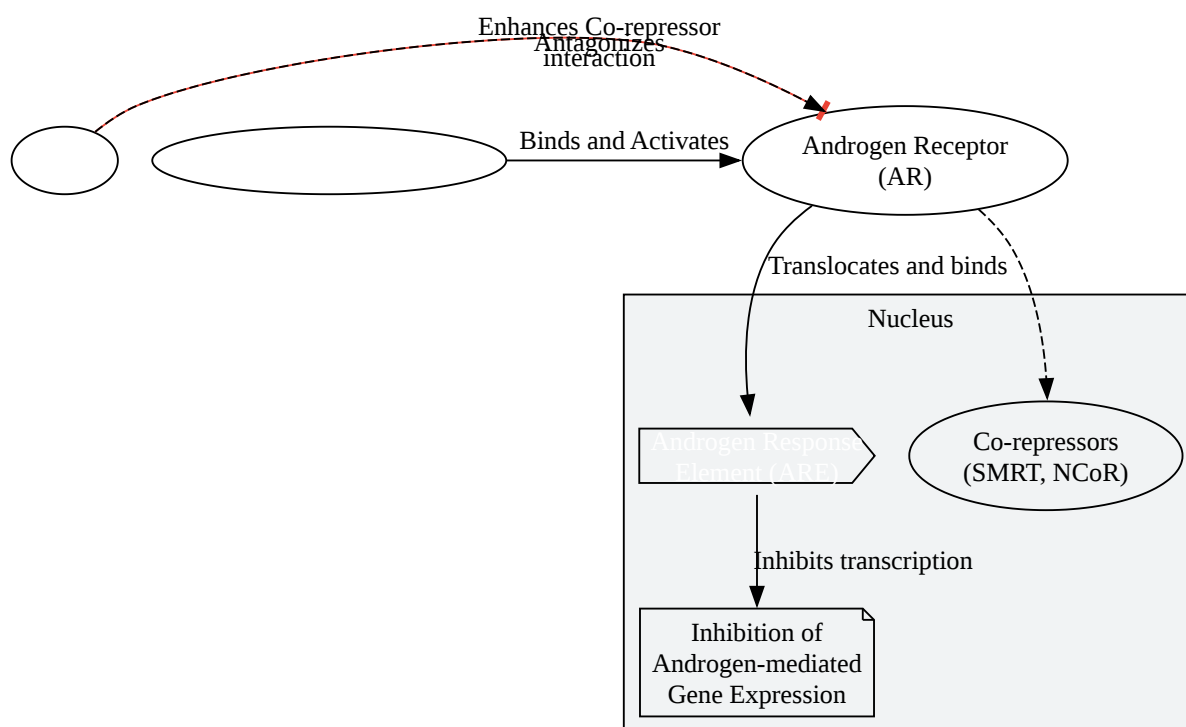 Enhances Co-repressor
Antagonizes
interaction
Binds and Activates
Androgen Receptor
(AR)
Translocates and binds
Nucleus
Androgen Response
Element (ARE)
Co-repressors
(SMRT, NCoR)
Inhibits transcription
Inhibition of
Androgen-mediated
Gene Expression